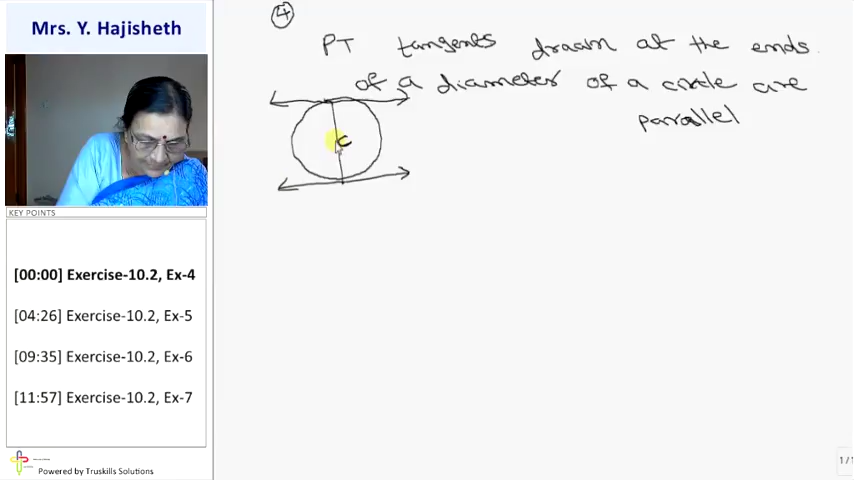 Mrs. Y. Hajisheth
KEY POINTS
[00:00] Exercise-10.2, Ex-4
[04:26] Exercise-10.2, Ex-5
[09:35] Exercise-10.2, Ex-6
[11:57] Exercise-10.2, Ex-7
Powered by Truskills Solutions
4
PT tangents drawn at the ends
of a diameter of a circle are
parallel
C
1/1